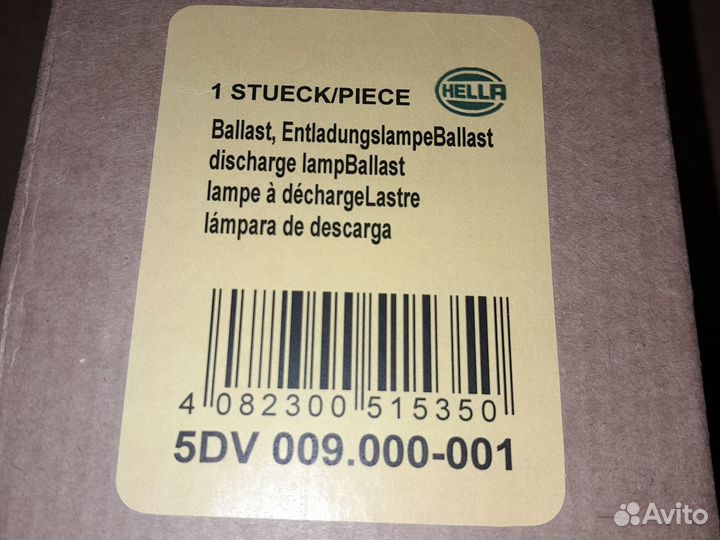 1 STUECK/PIECE HELLA
Ballast, EntladungslampeBallast
discharge lampBallast
lampe à déchargeLastre
lámpara de descarga
4 082300 515350
5DV 009.000-001
Avito